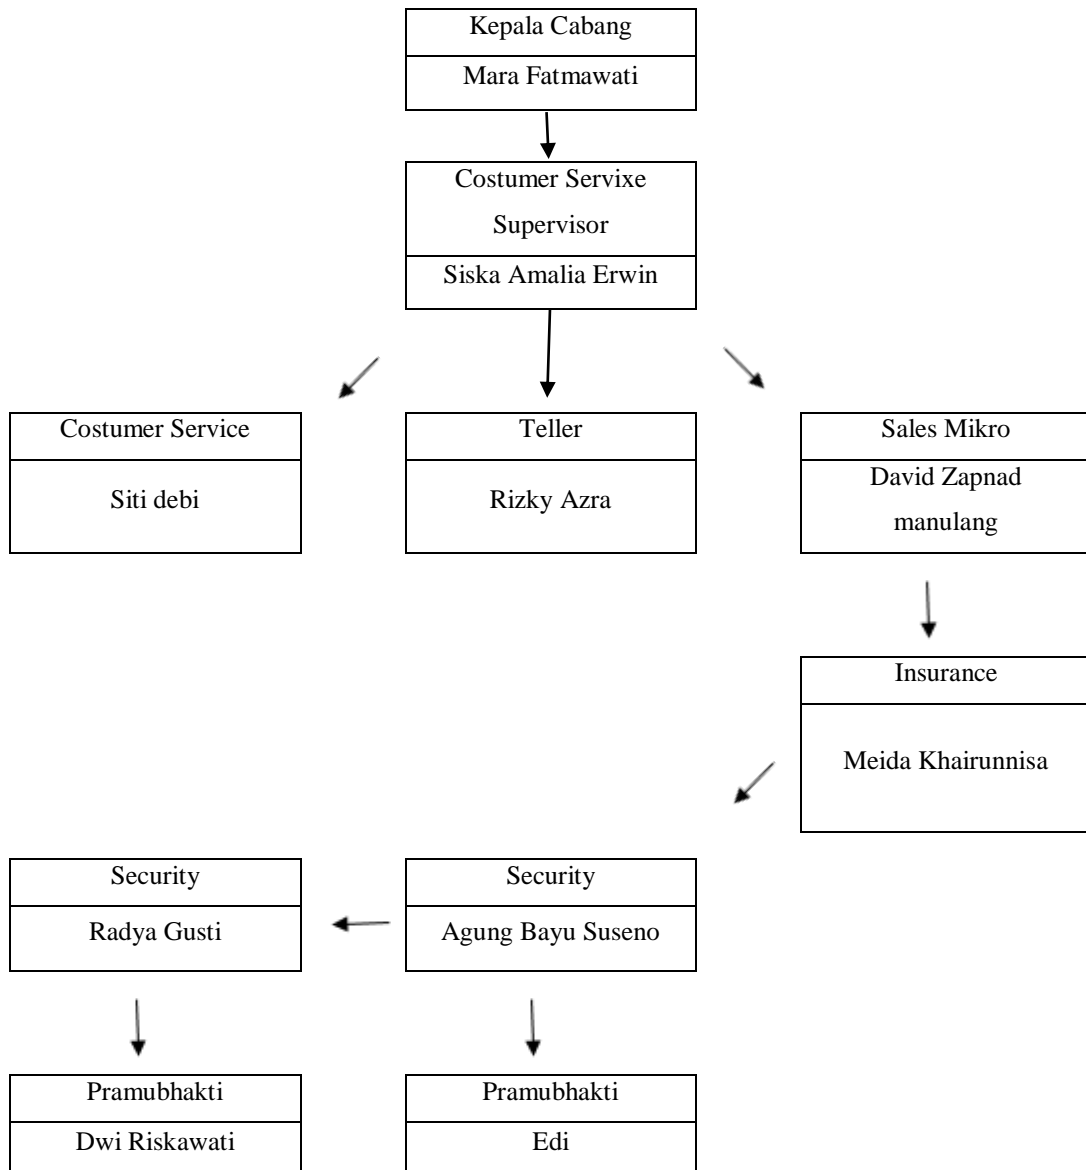 Kepala Cabang
Mara Fatmawati
Costumer Servixe
Supervisor
Siska Amalia Erwin
Costumer Service
Siti debi
Teller
Rizky Azra
Sales Mikro
David Zapnad
manulang
Insurance
Meida Khairunnisa
Security
Radya Gusti
Security
Agung Bayu Suseno
Pramubhakti
Dwi Riskawati
Pramubhakti
Edi